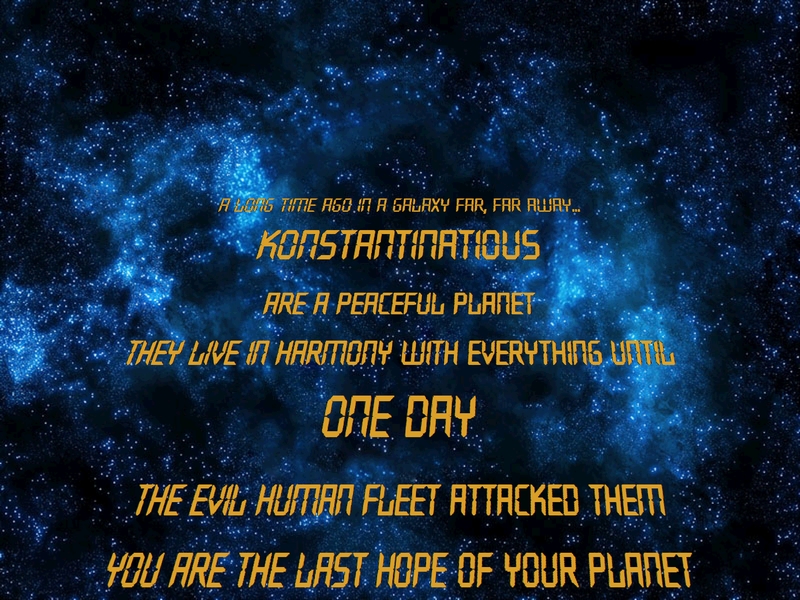 A LONG TIME AGO IN A GALAXY FAR, FAR AWAY...
KONSTANTINATIOUS
ARE A PEACEFUL PLANET
THEY LIVE IN HARMONY WITH EVERYTHING UNTIL
ONE DAY
THE EVIL HUMAN FLEET ATTACKED THEM
YOU ARE THE LAST HOPE OF YOUR PLANET